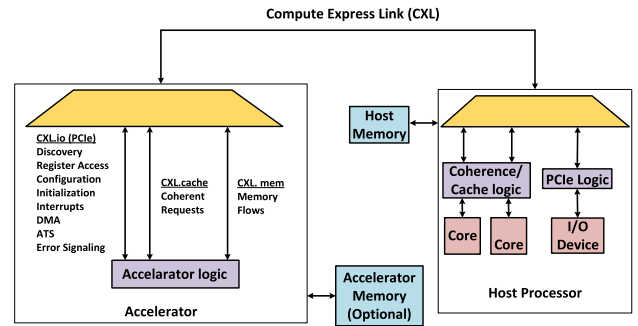 Compute Express Link (CXL)
CXL.io (PCIe)
Discovery
Register Access
Configuration
Initialization
Interrupts
DMA
ATS
Error Signaling
CXL.cache
Coherent
Requests
CXL. mem
Memory
Flows
Accelarator logic
Accelerator
Host
Memory
Accelerator
Memory
(Optional)
Coherence/
Cache logic
PCIe Logic
Core
Core
I/O
Device
Host Processor